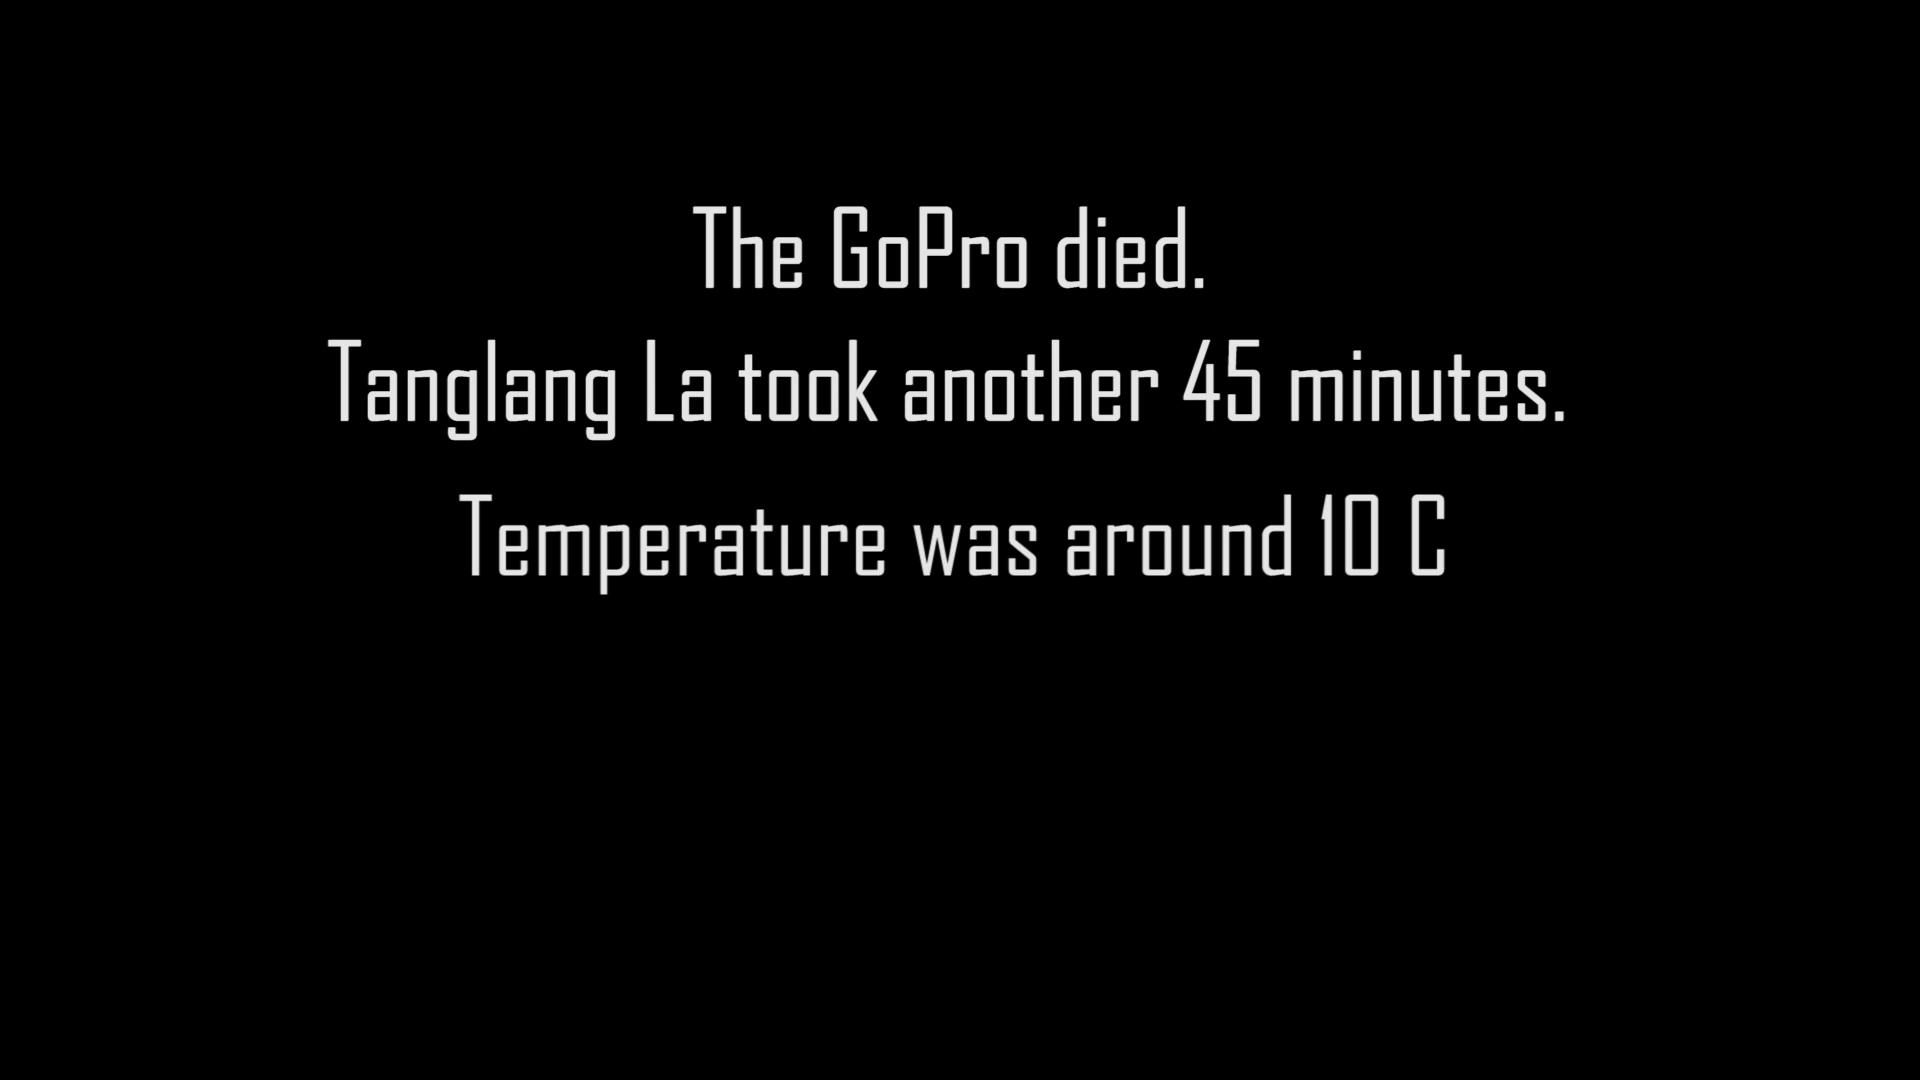 The GoPro died.
Tanglang La took another 45 minutes.
Temperature was around 10 C